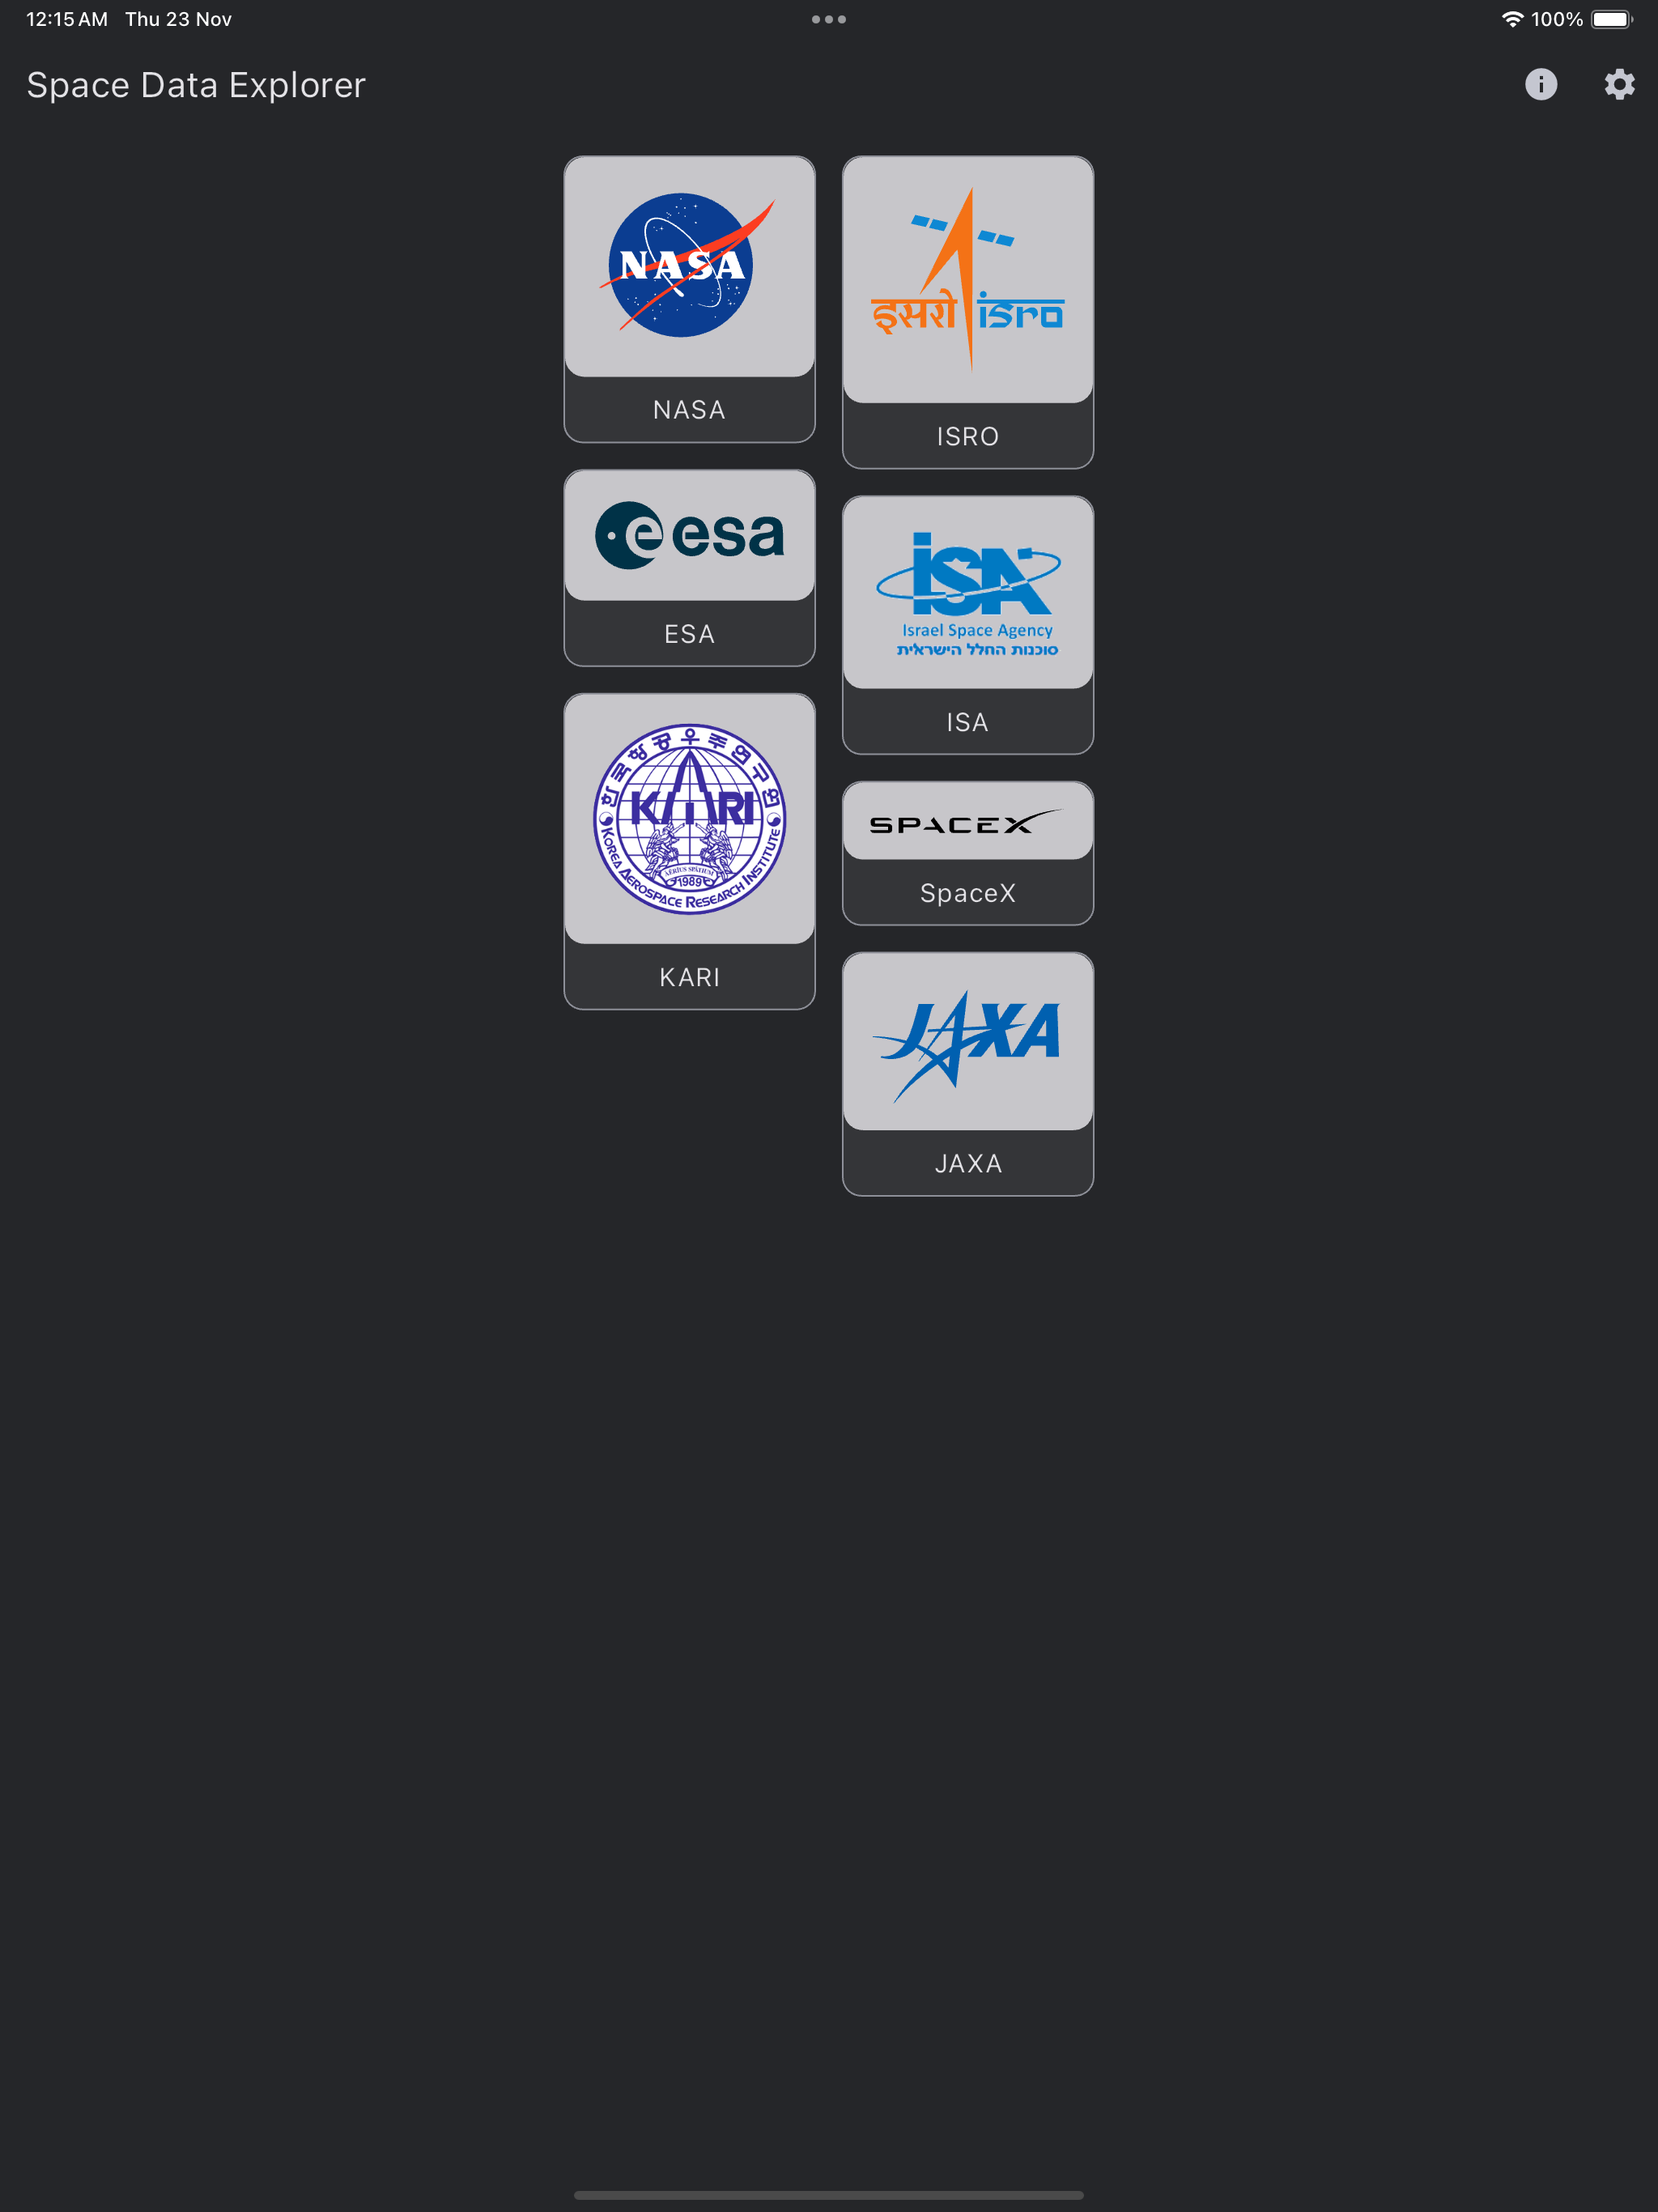 12:15 AM Thu 23 Nov
100%
Space Data Explorer
NASA
NASA
इसरो isro
ISRO
esa
ESA
ISA
Israel Space Agency
סוכנות החלל הישראלית
ISA
한국항공우주연구원
KARI
AERIUS SPATIUM
1989
KOREA AEROSPACE RESEARCH INSTITUTE
KARI
SPACEX
SpaceX
JAXA
JAXA